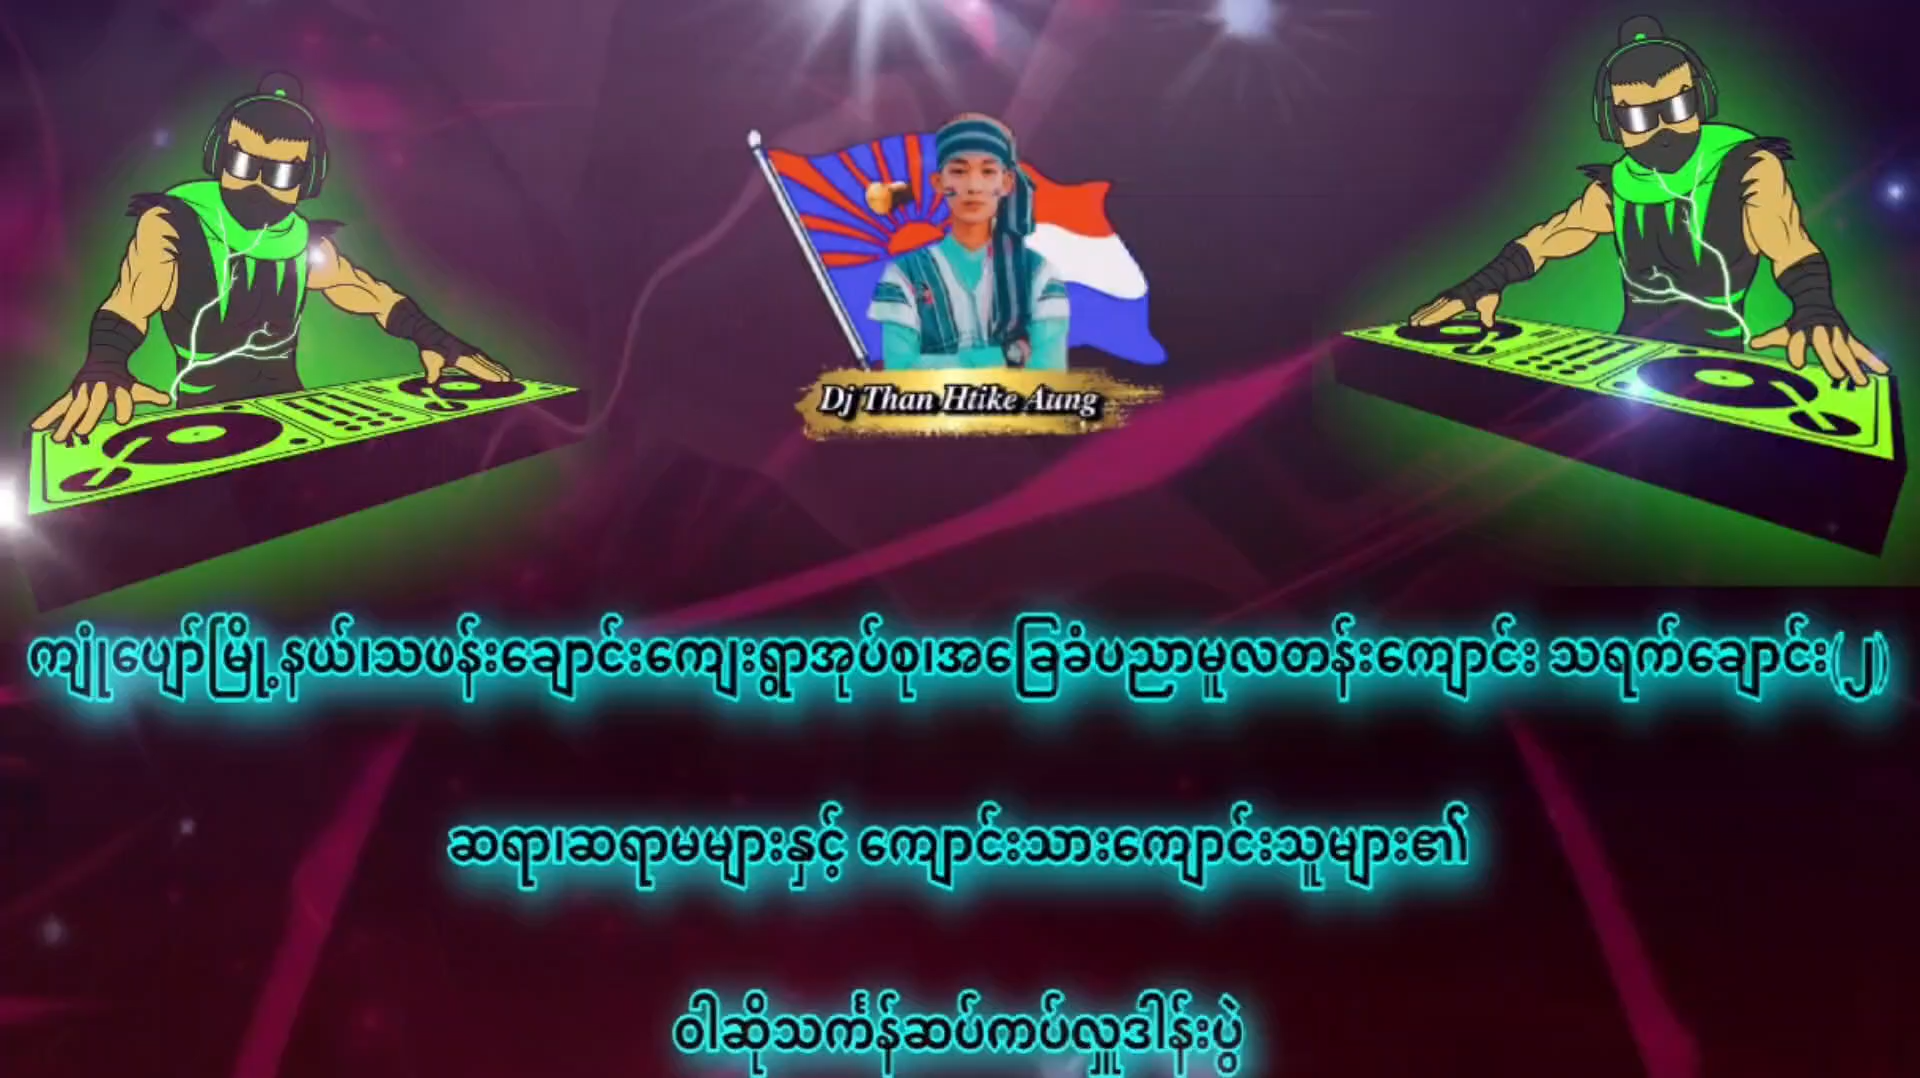 Dj Than Htike Aung
ကျုံပျော်မြို့နယ်၊သဖန်းချောင်းကျေးရွာအုပ်စု၊အခြေခံပညာမူလတန်းကျောင်း သရက်ချောင်း(၂)
ဆရာ၊ဆရာမများနှင့် ကျောင်းသားကျောင်းသူများ၏
ဝါဆိုသင်္ကန်ဆပ်ကပ်လှူဒါန်းပွဲ